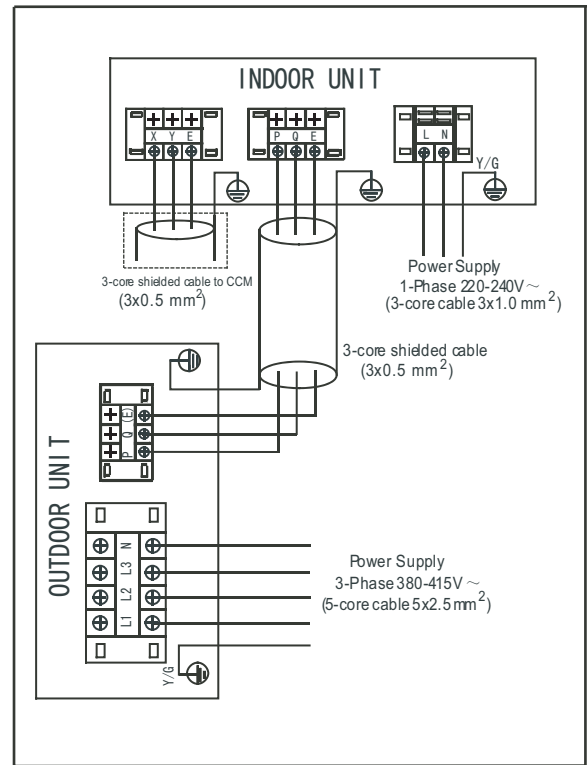 INDOOR UNIT
X Y E
P Q E
L N
Y/G
3-core shielded cable to CCM
(3x0.5 mm²)
Power Supply
1-Phase 220-240V～
(3-core cable 3x1.0 mm²)
3-core shielded cable
(3x0.5 mm²)
OUTDOOR UNIT
P Q (E)
L1 L2 L3 N
Y/G
Power Supply
3-Phase 380-415V～
(5-core cable 5x2.5mm²)